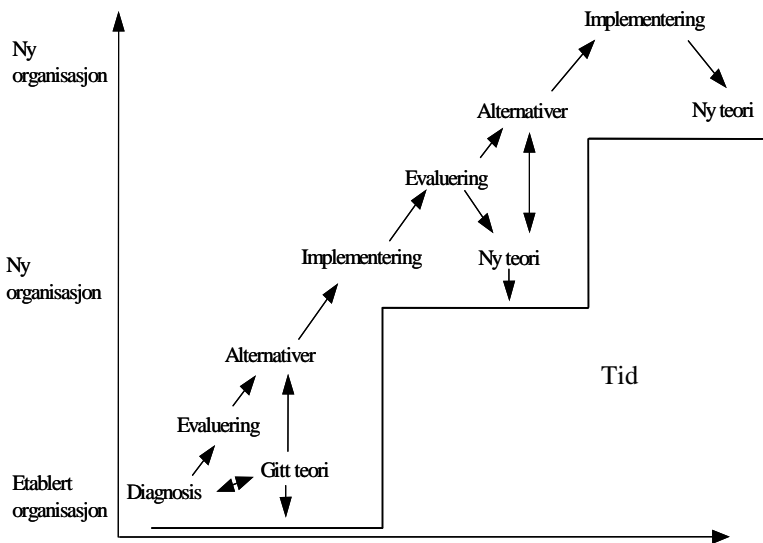 Implementering
Ny
organisasjon
Alternativer
Ny teori
Evaluering
Implementering
Ny teori
Ny
organisasjon
Alternativer
Tid
Evaluering
Gitt teori
Etablert
organisasjon
Diagnosis